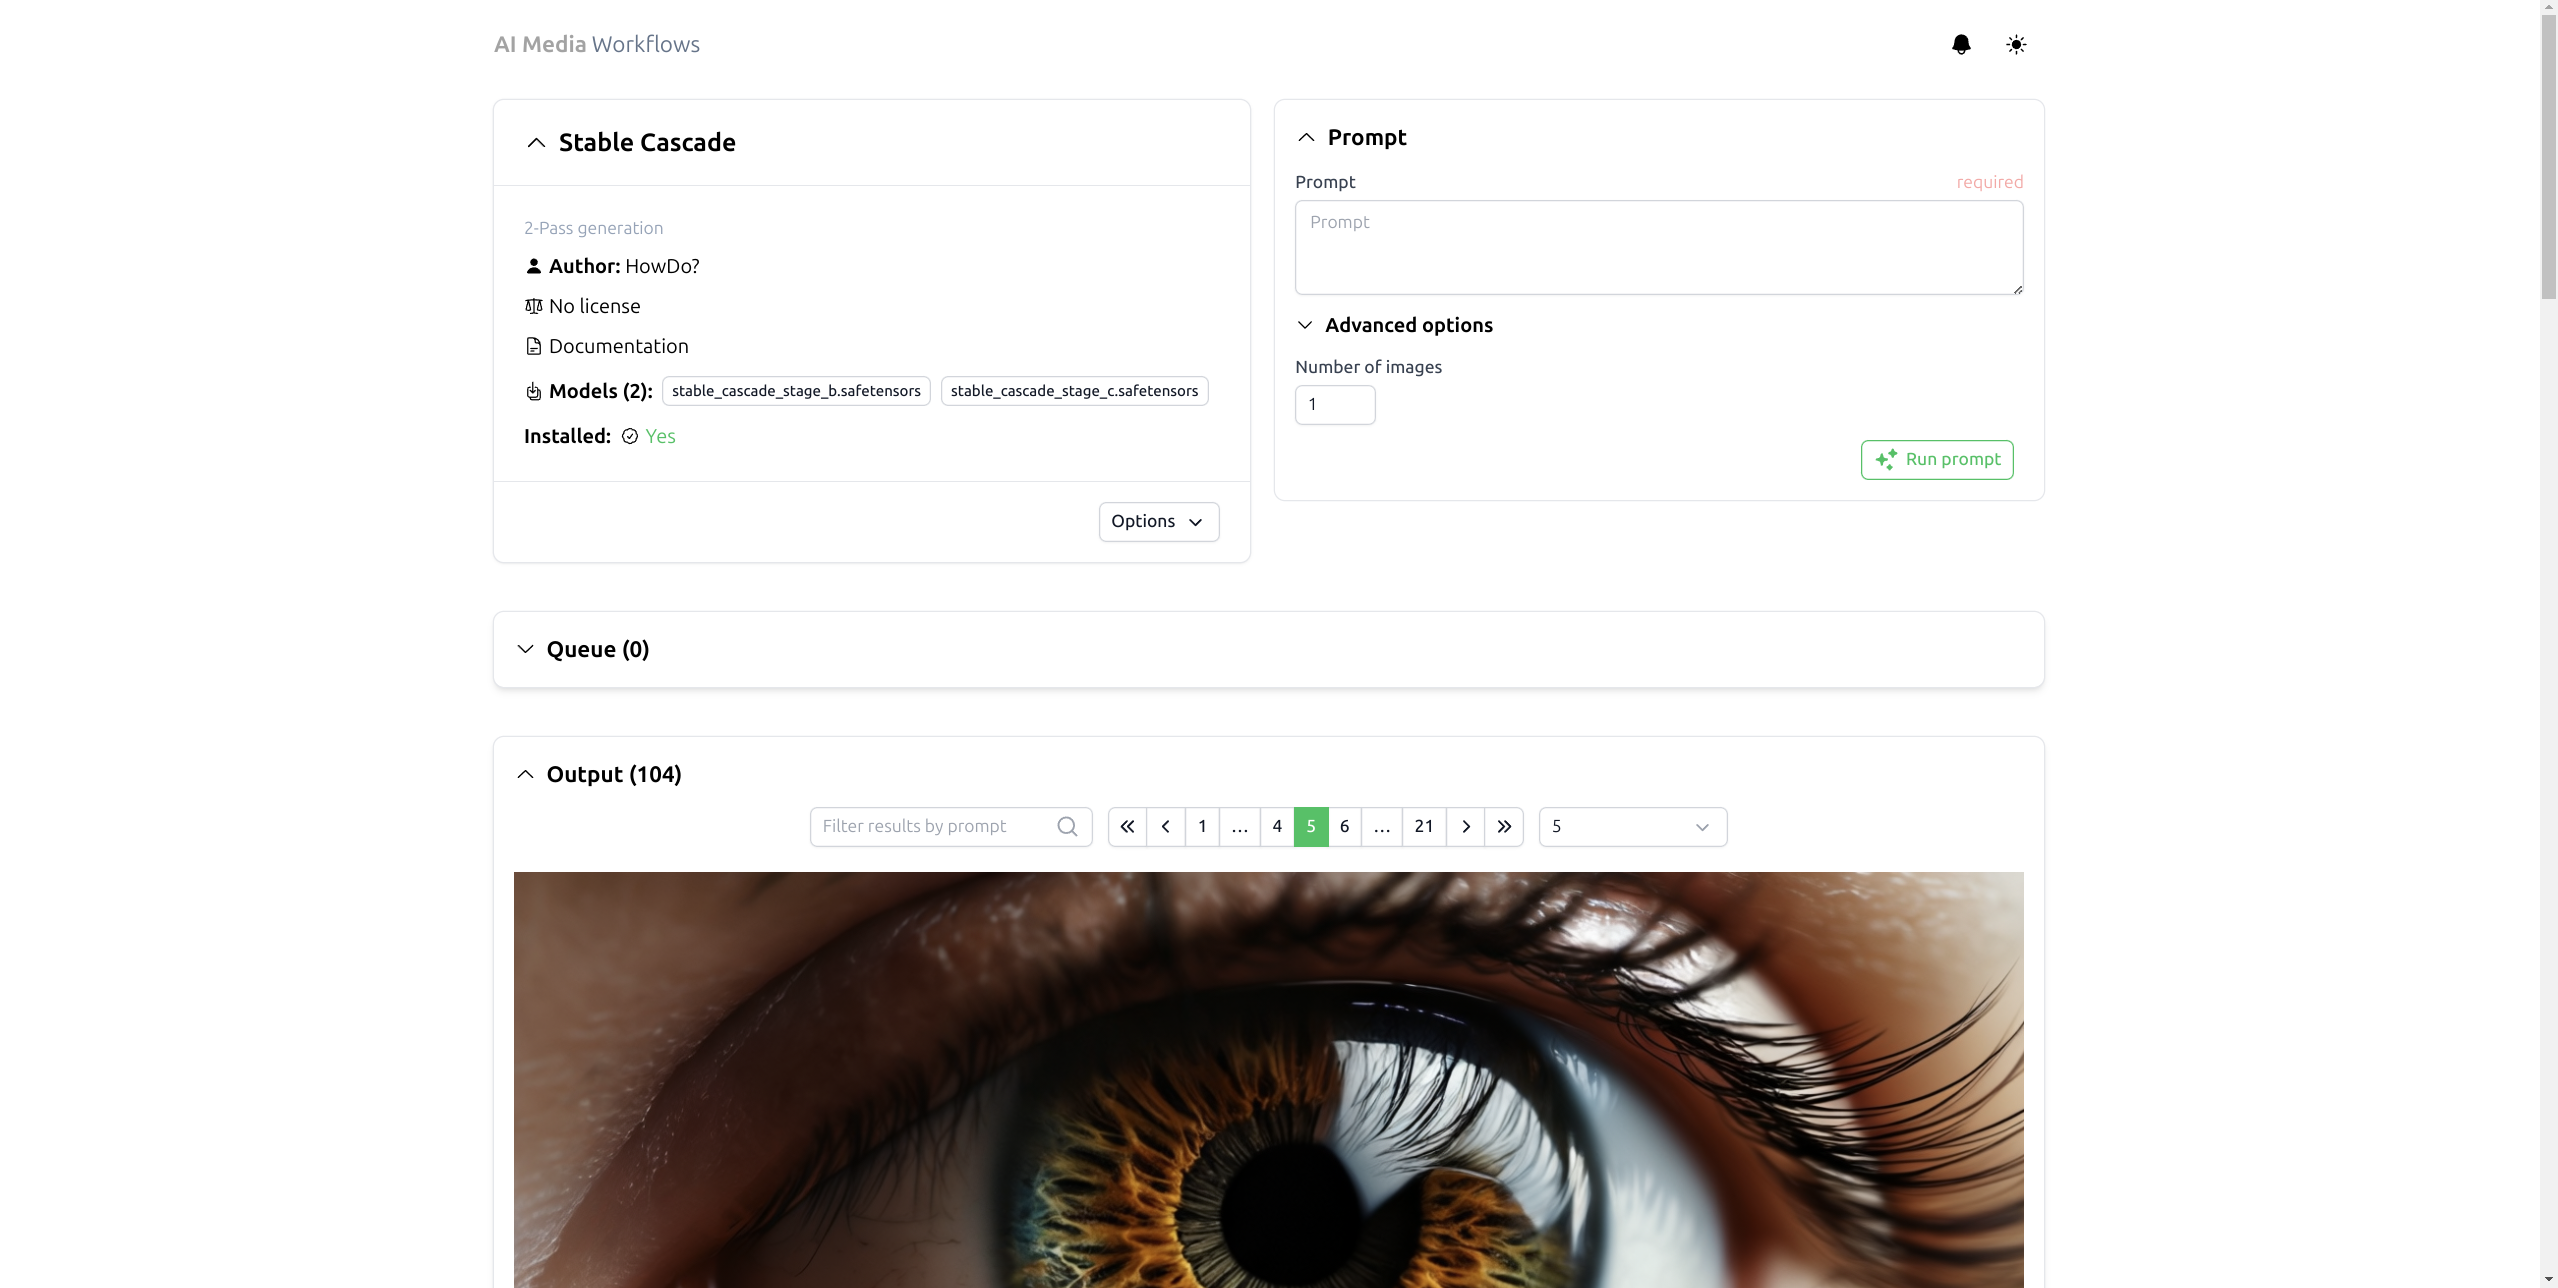 AI Media Workflows
Stable Cascade
2-Pass generation
Author: HowDo?
No license
Documentation
Models (2): stable_cascade_stage_b.safetensors stable_cascade_stage_c.safetensors
Installed: Yes
Options
Prompt
Prompt required
Prompt
Advanced options
Number of images
1
Run prompt
Queue (0)
Output (104)
Filter results by prompt « < 1 ... 4 5 6 ... 21 > » 5